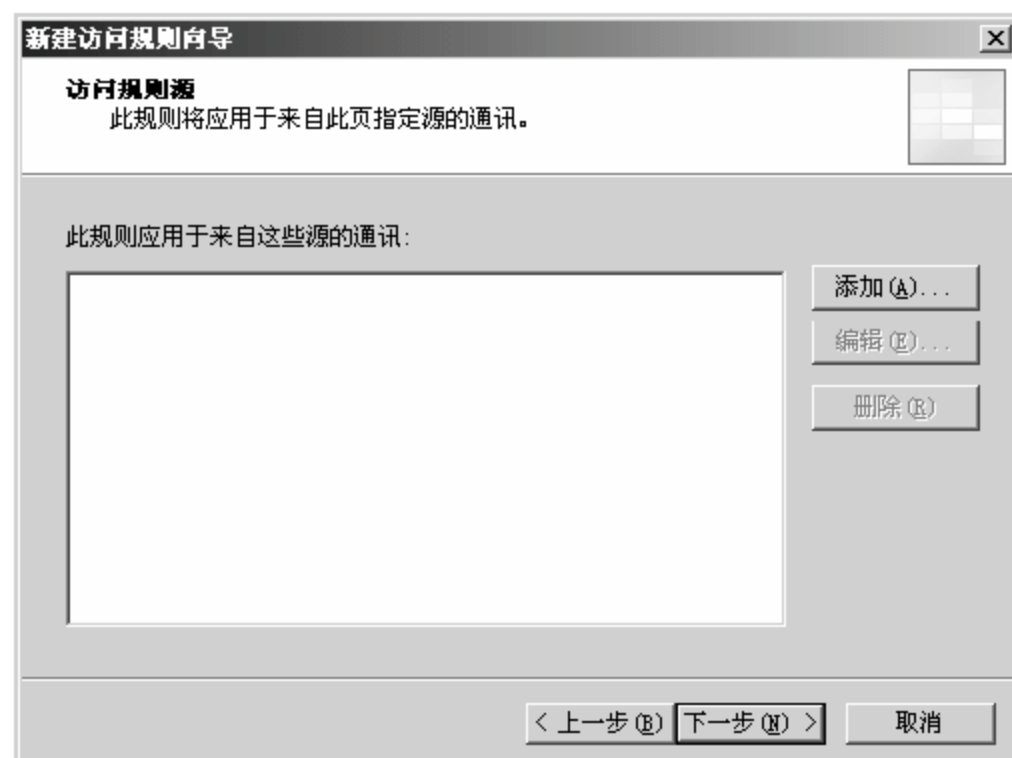 新建访问规则向导
访问规则源
此规则将应用于来自此页指定源的通讯。
此规则应用于来自这些源的通讯:
添加(A)...
编辑(E)...
删除(R)
< 上一步(B)
下一步(N) >
取消